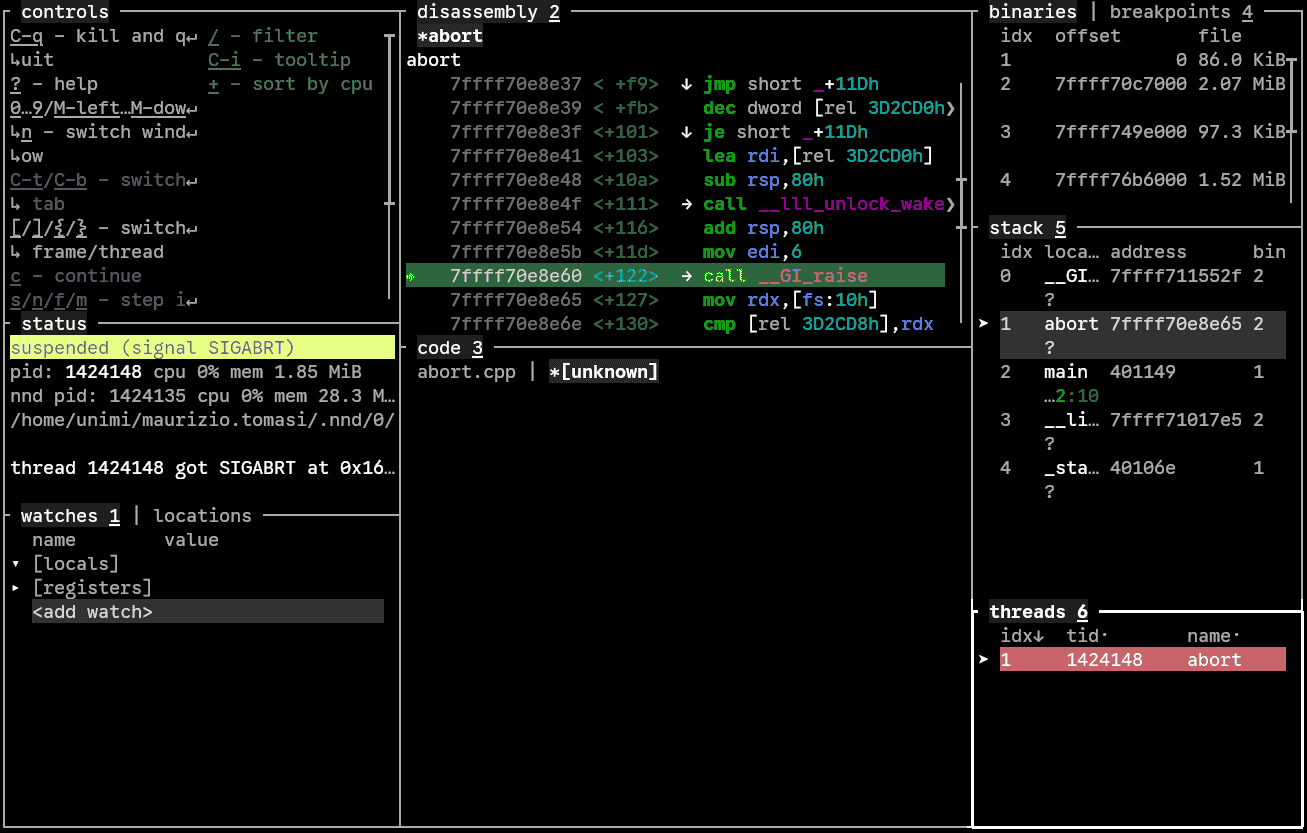 controls
C-q - kill and q↵ / - filter
↳uit C-i - tooltip
? - help + - sort by cpu
0…9/M-left…M-dow↵
↳n - switch wind↵
↳ow
C-t/C-b - switch↵
↳ tab
[/]/{/} - switch↵
↳ frame/thread
c - continue
s/n/f/m - step i↵
status
suspended (signal SIGABRT)
pid: 1424148 cpu 0% mem 1.85 MiB
nnd pid: 1424135 cpu 0% mem 28.3 M…
/home/unimi/maurizio.tomasi/.nnd/0/
thread 1424148 got SIGABRT at 0x16…
watches 1 | locations
name value
▾ [locals]
▸ [registers]
<add watch>
disassembly 2
*abort
abort
7ffff70e8e37 < +f9> ↓ jmp short _+11Dh
7ffff70e8e39 < +fb> dec dword [rel 3D2CD0h❯
7ffff70e8e3f <+101> ↓ je short _+11Dh
7ffff70e8e41 <+103> lea rdi,[rel 3D2CD0h]
7ffff70e8e48 <+10a> sub rsp,80h
7ffff70e8e4f <+111> → call __lll_unlock_wake❯
7ffff70e8e54 <+116> add rsp,80h
7ffff70e8e5b <+11d> mov edi,6
7ffff70e8e60 <+122> → call __GI_raise
7ffff70e8e65 <+127> mov rdx,[fs:10h]
7ffff70e8e6e <+130> cmp [rel 3D2CD8h],rdx
code 3
abort.cpp | *[unknown]
binaries | breakpoints 4
idx offset file
1 0 86.0 KiB
2 7ffff70c7000 2.07 MiB
3 7ffff749e000 97.3 KiB
4 7ffff76b6000 1.52 MiB
stack 5
idx loca… address bin
0 __GI… 7ffff711552f 2
?
➤ 1 abort 7ffff70e8e65 2
?
2 main 401149 1
…2:10
3 __li… 7ffff71017e5 2
?
4 _sta… 40106e 1
?
threads 6
idx↓ tid· name·
➤ 1 1424148 abort